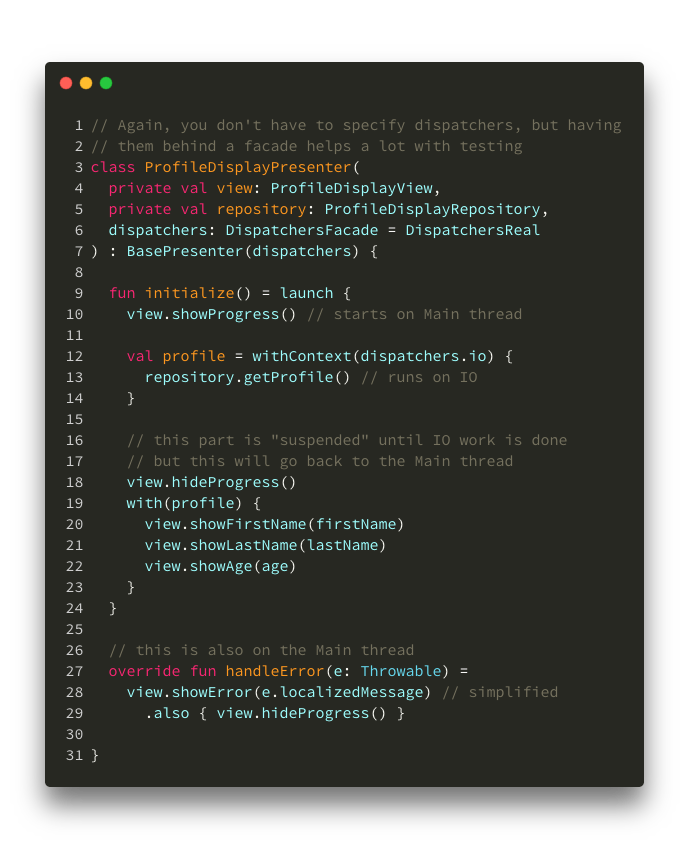 1 // Again, you don't have to specify dispatchers, but having
2 // them behind a facade helps a lot with testing
3 class ProfileDisplayPresenter(
4   private val view: ProfileDisplayView,
5   private val repository: ProfileDisplayRepository,
6   dispatchers: DispatchersFacade = DispatchersReal
7 ) : BasePresenter(dispatchers) {
8
9   fun initialize() = launch {
10     view.showProgress() // starts on Main thread
11
12     val profile = withContext(dispatchers.io) {
13       repository.getProfile() // runs on IO
14     }
15
16     // this part is "suspended" until IO work is done
17     // but this will go back to the Main thread
18     view.hideProgress()
19     with(profile) {
20       view.showFirstName(firstName)
21       view.showLastName(lastName)
22       view.showAge(age)
23     }
24   }
25
26   // this is also on the Main thread
27   override fun handleError(e: Throwable) =
28     view.showError(e.localizedMessage) // simplified
29       .also { view.hideProgress() }
30
31 }